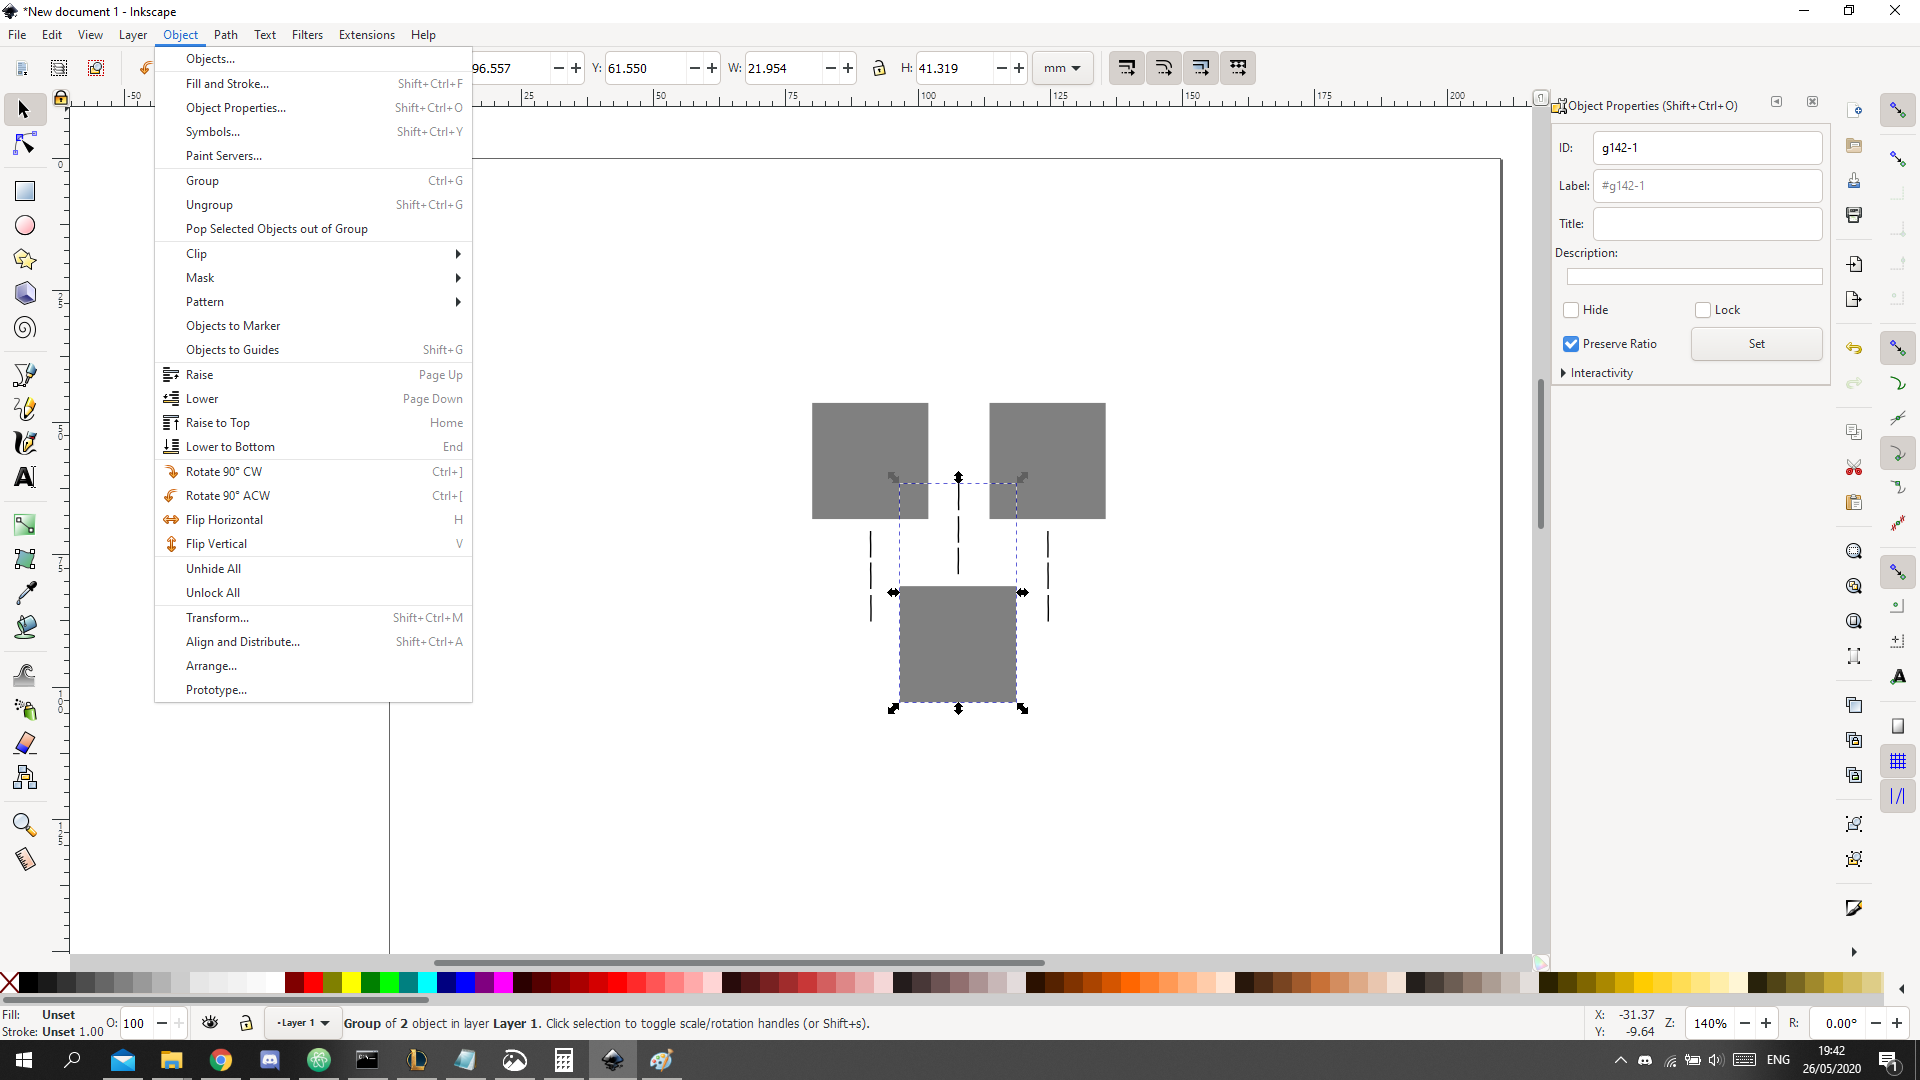 *New document 1 - Inkscape
File Edit View Layer Object Path Text Filters Extensions Help
96.557 Y: 61.550 W: 21.954 H: 41.319 mm
Objects...
Fill and Stroke... Shift+Ctrl+F
Object Properties... Shift+Ctrl+O
Symbols... Shift+Ctrl+Y
Paint Servers...
Group Ctrl+G
Ungroup Shift+Ctrl+G
Pop Selected Objects out of Group
Clip
Mask
Pattern
Objects to Marker
Objects to Guides Shift+G
Raise Page Up
Lower Page Down
Raise to Top Home
Lower to Bottom End
Rotate 90° CW Ctrl+]
Rotate 90° ACW Ctrl+[
Flip Horizontal H
Flip Vertical V
Unhide All
Unlock All
Transform... Shift+Ctrl+M
Align and Distribute... Shift+Ctrl+A
Arrange...
Prototype...
-50 25 50 75 100 125 150 175 200
0
25
50
75
100
125
Object Properties (Shift+Ctrl+O)
ID: g142-1
Label: #g142-1
Title:
Description:
Hide Lock
Preserve Ratio Set
Interactivity
Fill: Unset
Stroke: Unset 1.00
O: 100
-Layer 1
Group of 2 object in layer Layer 1. Click selection to toggle scale/rotation handles (or Shift+s).
X: -31.37
Y: -9.64
Z: 140% R: 0.00°
ENG
19:42
26/05/2020
1